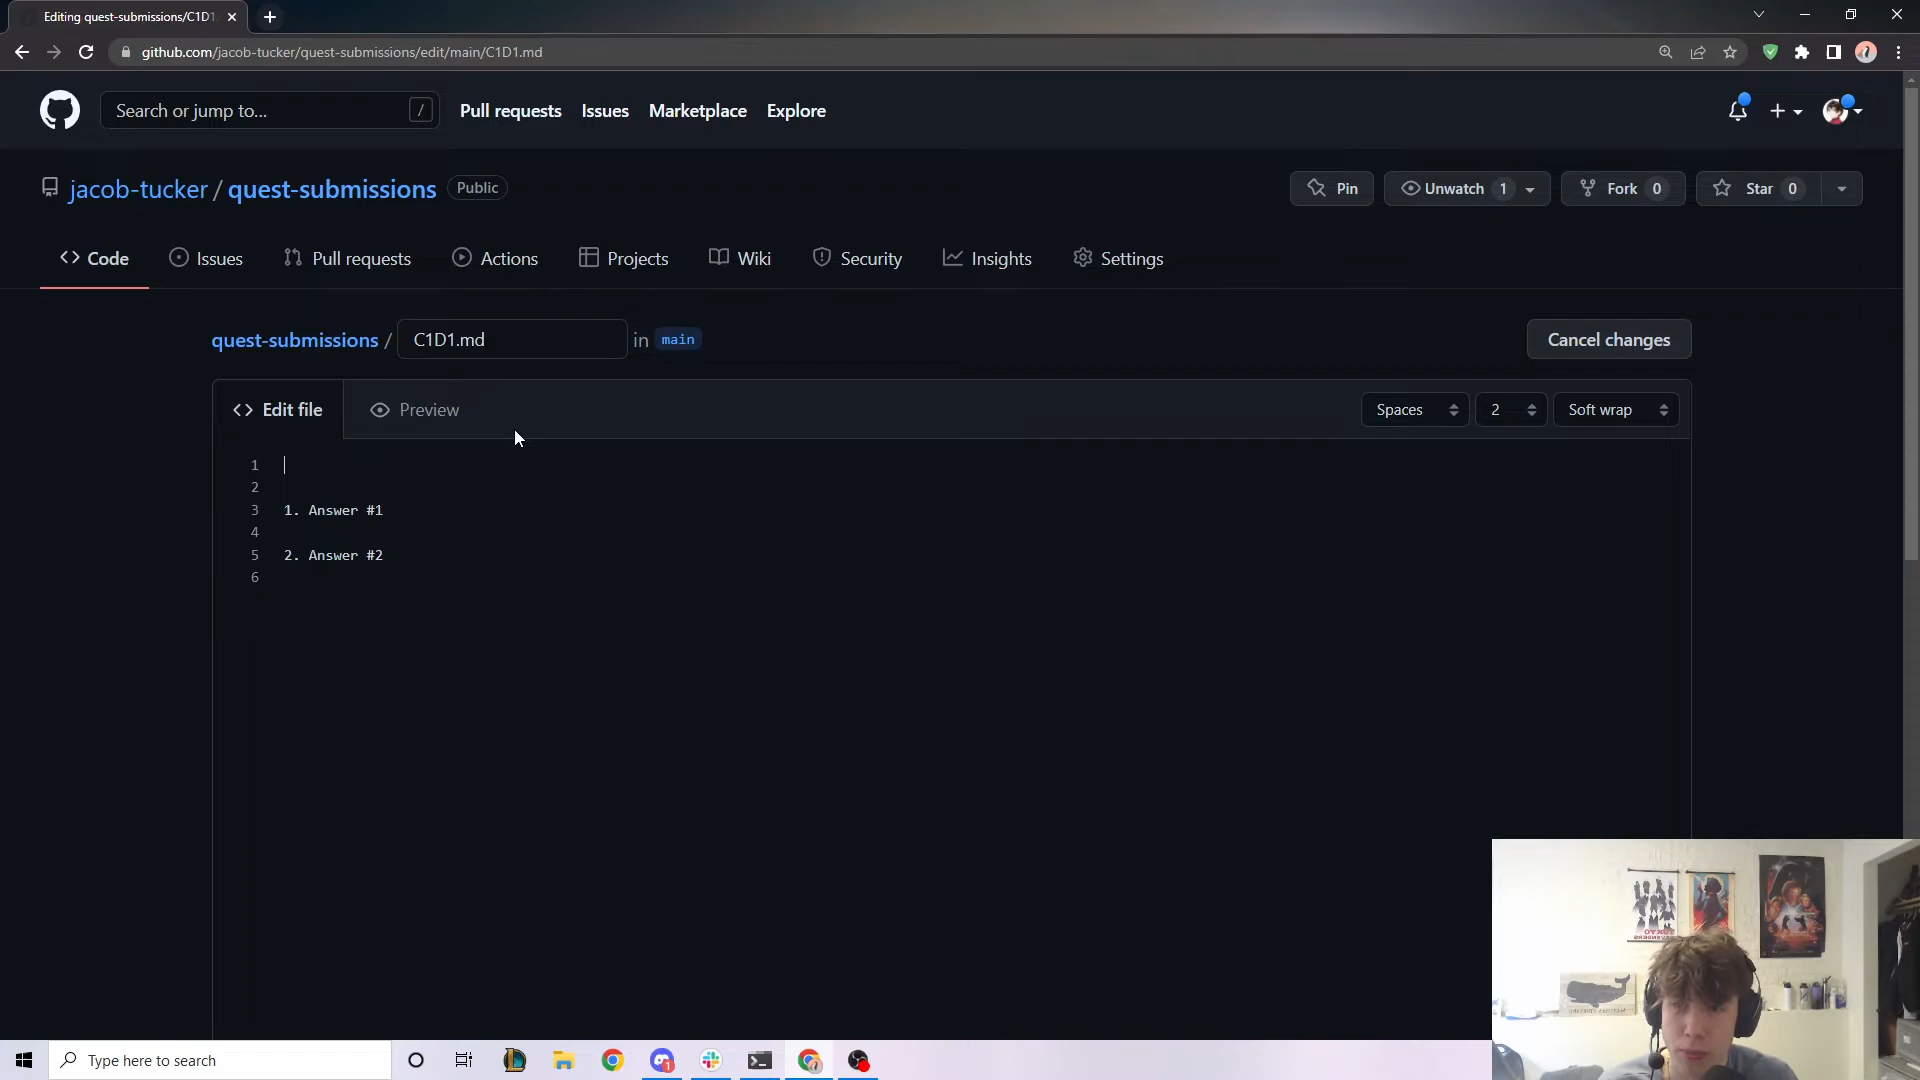 Editing quest-submissions/C1D1
github.com/jacob-tucker/quest-submissions/edit/main/C1D1.md
Search or jump to... /
Pull requests Issues Marketplace Explore
jacob-tucker / quest-submissions Public
Pin Unwatch 1 Fork 0 Star 0
Code Issues Pull requests Actions Projects Wiki Security Insights Settings
quest-submissions / C1D1.md in main Cancel changes
Edit file Preview Spaces 2 Soft wrap
1
2
3 1. Answer #1
4
5 2. Answer #2
6
Type here to search
1